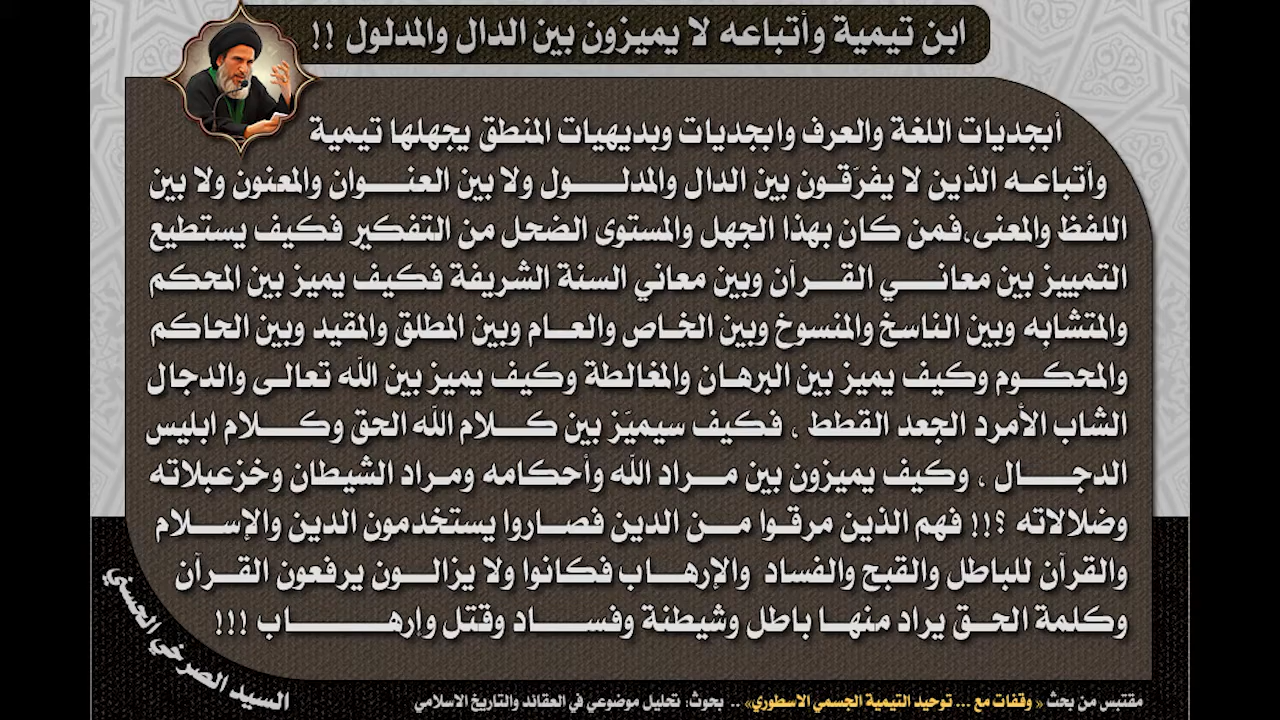 ابن تيمية وأتباعه لا يميزون بين الدال والمدلول !!
أبجديات اللغة والعرف وابجديات وبديهيات المنطق يجهلها تيمية
وأتباعه الذين لا يفرّقون بين الدال والمدلول ولا بين العنوان والمعنون ولا بين
اللفظ والمعنى،فمن كان بهذا الجهل والمستوى الضحل من التفكير فكيف يستطيع
التمييز بين معاني القرآن وبين معاني السنة الشريفة فكيف يميز بين المحكم
والمتشابه وبين الناسخ والمنسوخ وبين الخاص والعام وبين المطلق والمقيد وبين الحاكم
والمحكوم وكيف يميز بين البرهان والمغالطة وكيف يميز بين الله تعالى والدجال
الشاب الأمرد الجعد القطط ، فكيف سيميّز بين كلام الله الحق وكلام ابليس
الدجال ، وكيف يميزون بين مراد الله وأحكامه ومراد الشيطان وخزعبلاته
وضلالاته ؟!! فهم الذين مرقوا من الدين فصاروا يستخدمون الدين والإسلام
والقرآن للباطل والقبح والفساد والإرهاب فكانوا ولا يزالون يرفعون القرآن
وكلمة الحق يراد منها باطل وشيطنة وفساد وقتل وإرهاب !!!
السيد الصرخي الحسني
مقتبس من بحث « وقفات مع ... توحيد التيمية الجسمي الاسطوري» .. بحوث: تحليل موضوعي في العقائد والتاريخ الاسلامي